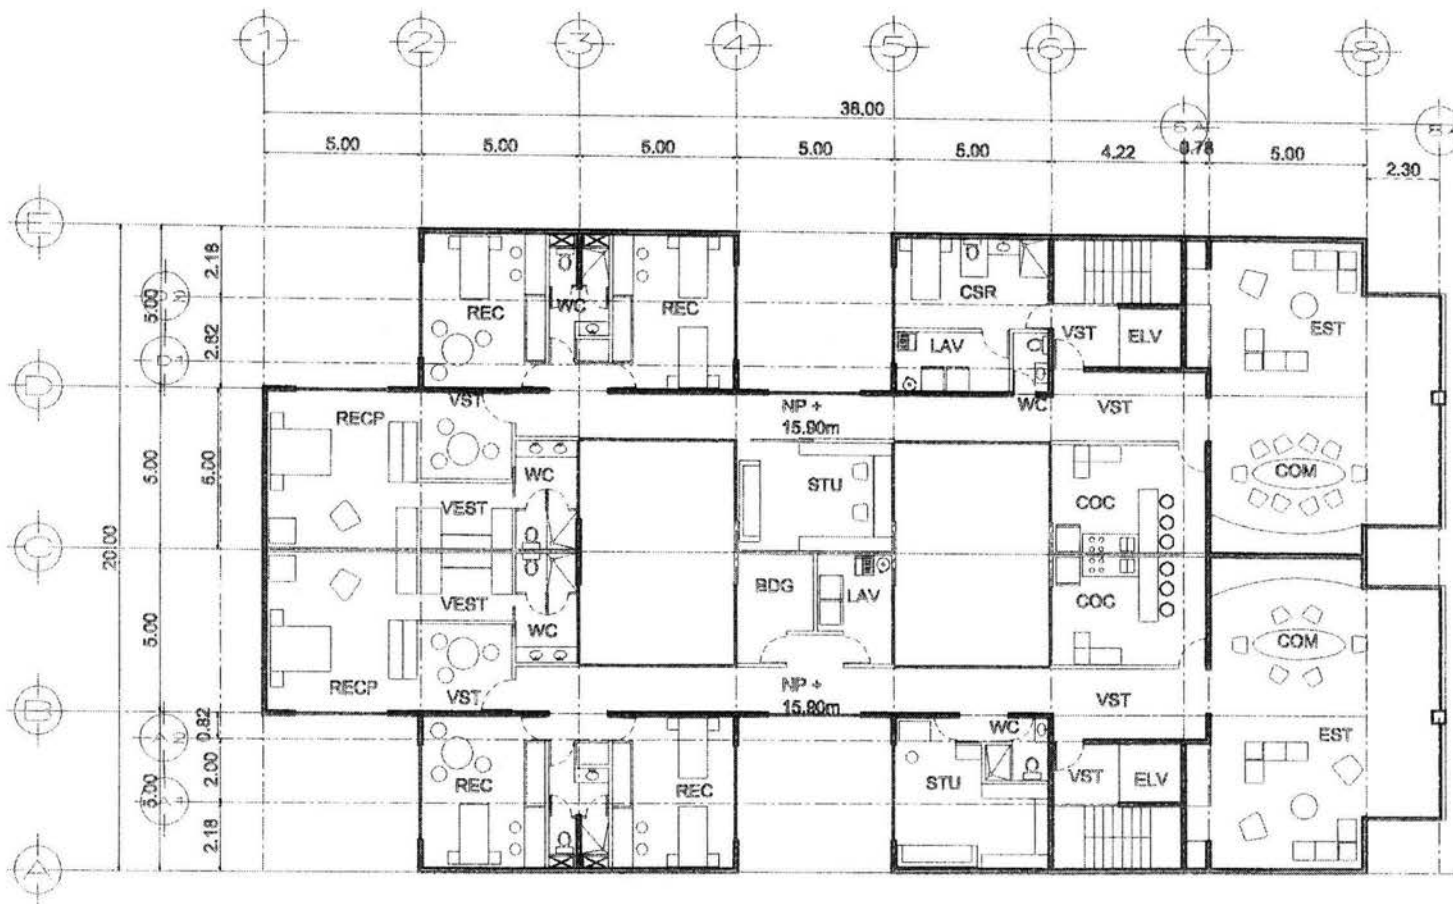 1 2 3 4 5 6 7 8
38.00
6A 8A
5.00 5.00 5.00 5.00 5.00 4.22 0.78 5.00
2.30
E
2.18
5.00
REC WC REC CSR EST
2.82
VST ELV
LAV
D
VST WC VST
RECP NP +
15.90m
5.00 5.00 WC STU COC COM
VEST
20.00
C
BDG LAV
VEST COC
5.00 WC COM
RECP VST NP +
15.90m VST
B
0.82 WC EST
5.00 2.00 REC REC STU VST ELV
2.18
A